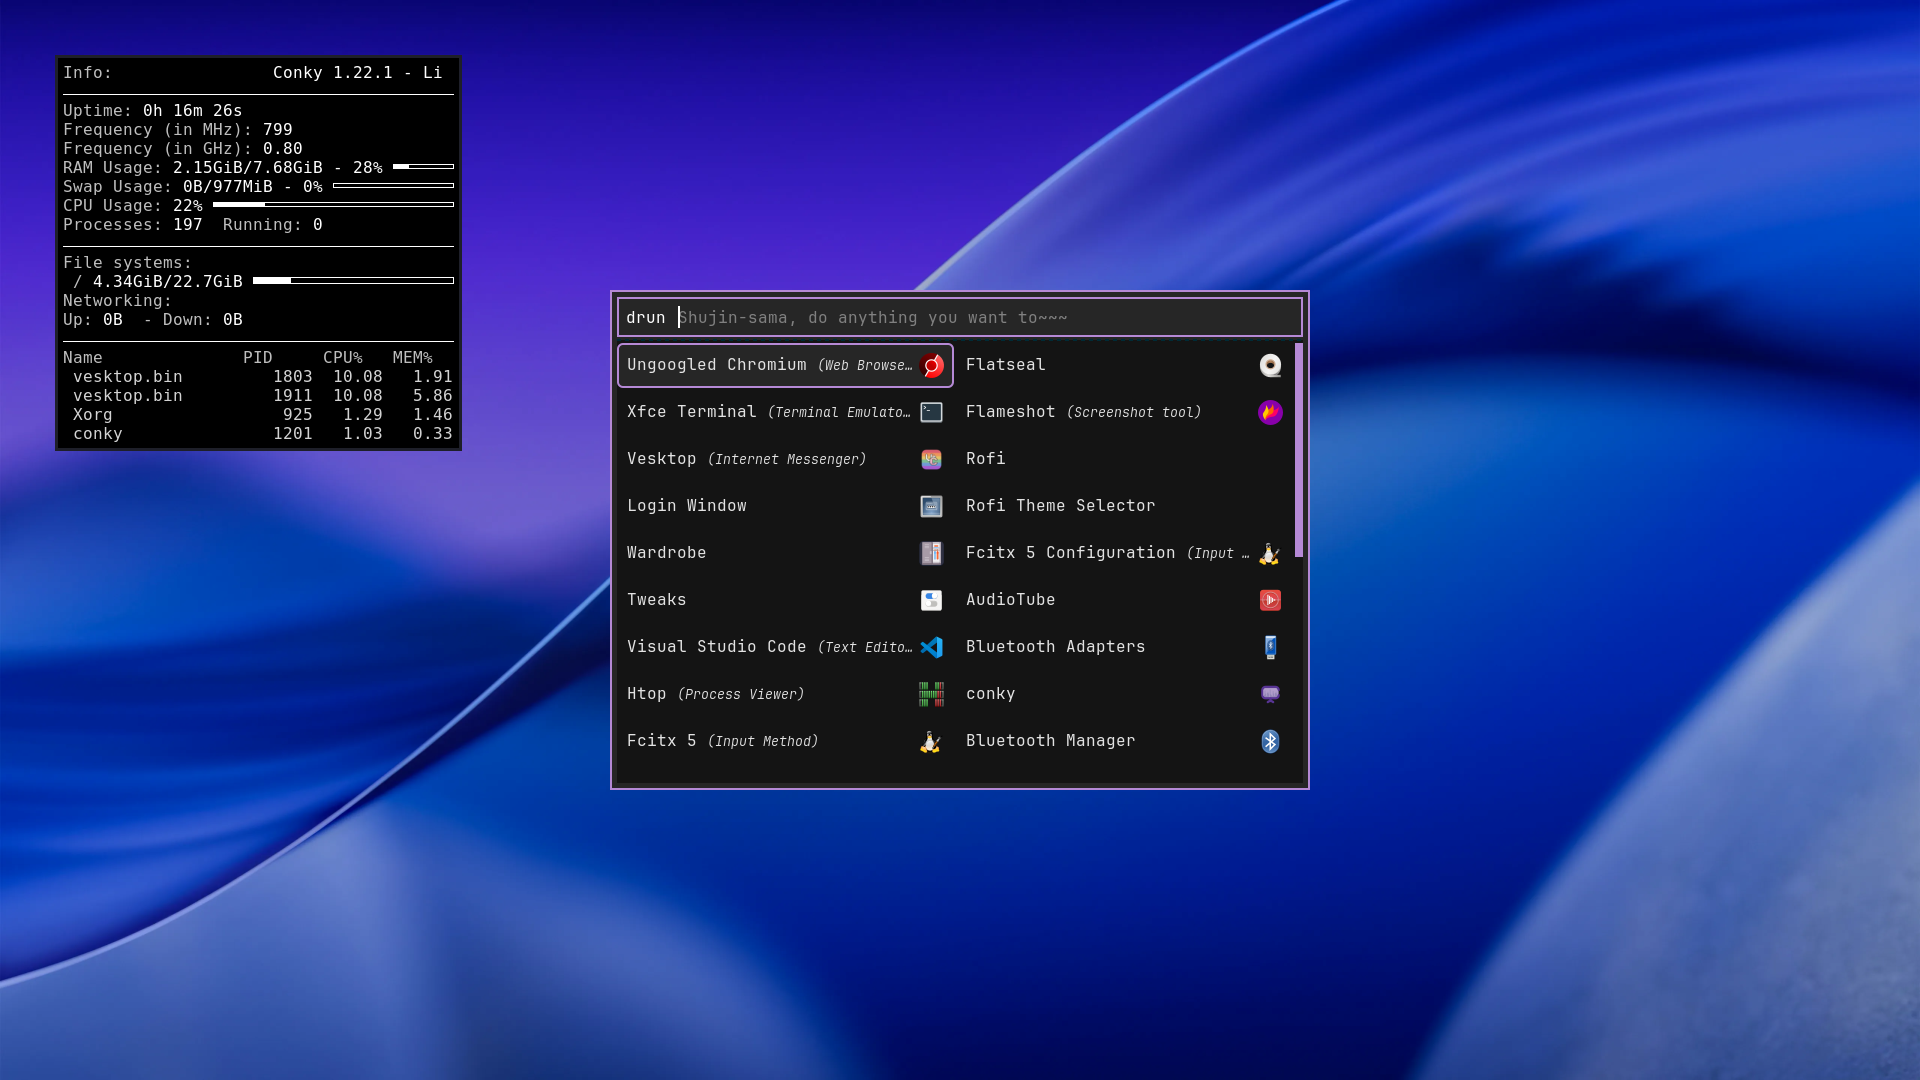 Info: Conky 1.22.1 - Li
Uptime: 0h 16m 26s
Frequency (in MHz): 799
Frequency (in GHz): 0.80
RAM Usage: 2.15GiB/7.68GiB - 28%
Swap Usage: 0B/977MiB - 0%
CPU Usage: 22%
Processes: 197 Running: 0
File systems:
/ 4.34GiB/22.7GiB
Networking:
Up: 0B - Down: 0B
Name PID CPU% MEM%
vesktop.bin 1803 10.08 1.91
vesktop.bin 1911 10.08 5.86
Xorg 925 1.29 1.46
conky 1201 1.03 0.33
drun Shujin-sama, do anything you want to~~~
Ungoogled Chromium (Web Browse…
Flatseal
Xfce Terminal (Terminal Emulato…
Flameshot (Screenshot tool)
Vesktop (Internet Messenger)
Rofi
Login Window
Rofi Theme Selector
Wardrobe
Fcitx 5 Configuration (Input …
Tweaks
AudioTube
Visual Studio Code (Text Edito…
Bluetooth Adapters
Htop (Process Viewer)
conky
Fcitx 5 (Input Method)
Bluetooth Manager